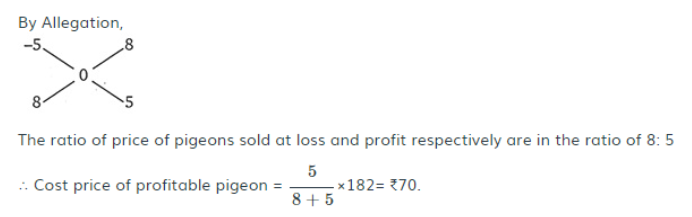 By Allegation,
-5 8
0
8 5
The ratio of price of pigeons sold at loss and profit respectively are in the ratio of 8: 5
∴ Cost price of profitable pigeon = 5 / 8 + 5 ×182= ₹70.